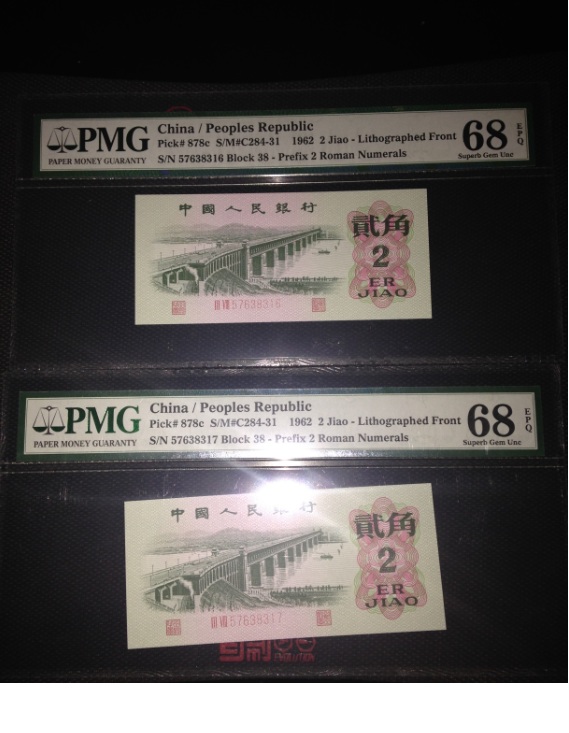 PMG
PAPER MONEY GUARANTY
China / Peoples Republic
Pick# 878c S/M#C284-31 1962 2 Jiao - Lithographed Front
S/N 57638316 Block 38 - Prefix 2 Roman Numerals
68 EPQ
Superb Gem Unc
中國人民銀行
貳角
2
ER
JIAO
III VIII 57638316
PMG
PAPER MONEY GUARANTY
China / Peoples Republic
Pick# 878c S/M#C284-31 1962 2 Jiao - Lithographed Front
S/N 57638317 Block 38 - Prefix 2 Roman Numerals
68 EPQ
Superb Gem Unc
中國人民銀行
貳角
2
ER
JIAO
III VIII 57638317